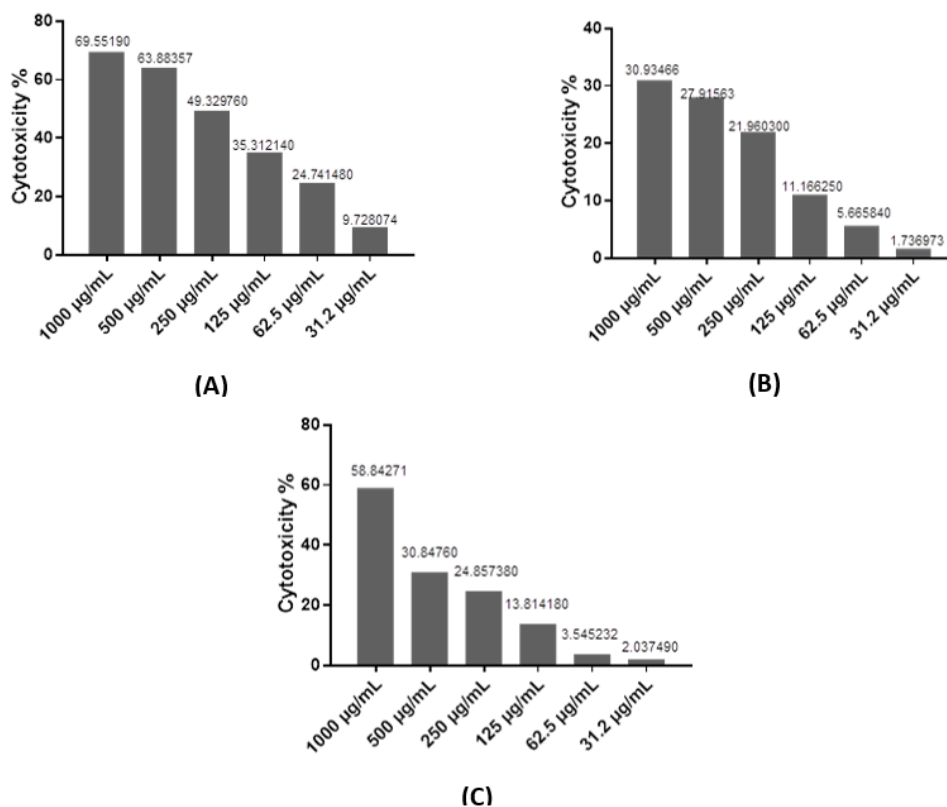 80
60
40
20
0
Cytotoxicity %
69.55190
63.88357
49.329760
35.312140
24.741480
9.728074
1000 µg/mL
500 µg/mL
250 µg/mL
125 µg/mL
62.5 µg/mL
31.2 µg/mL
(A)
40
30
20
10
0
Cytotoxicity %
30.93466
27.91563
21.960300
11.166250
5.665840
1.736973
1000 µg/mL
500 µg/mL
250 µg/mL
125 µg/mL
62.5 µg/mL
31.2 µg/mL
(B)
80
60
40
20
0
Cytotoxicity %
58.84271
30.84760
24.857380
13.814180
3.545232
2.037490
1000 µg/mL
500 µg/mL
250 µg/mL
125 µg/mL
62.5 µg/mL
31.2 µg/mL
(C)